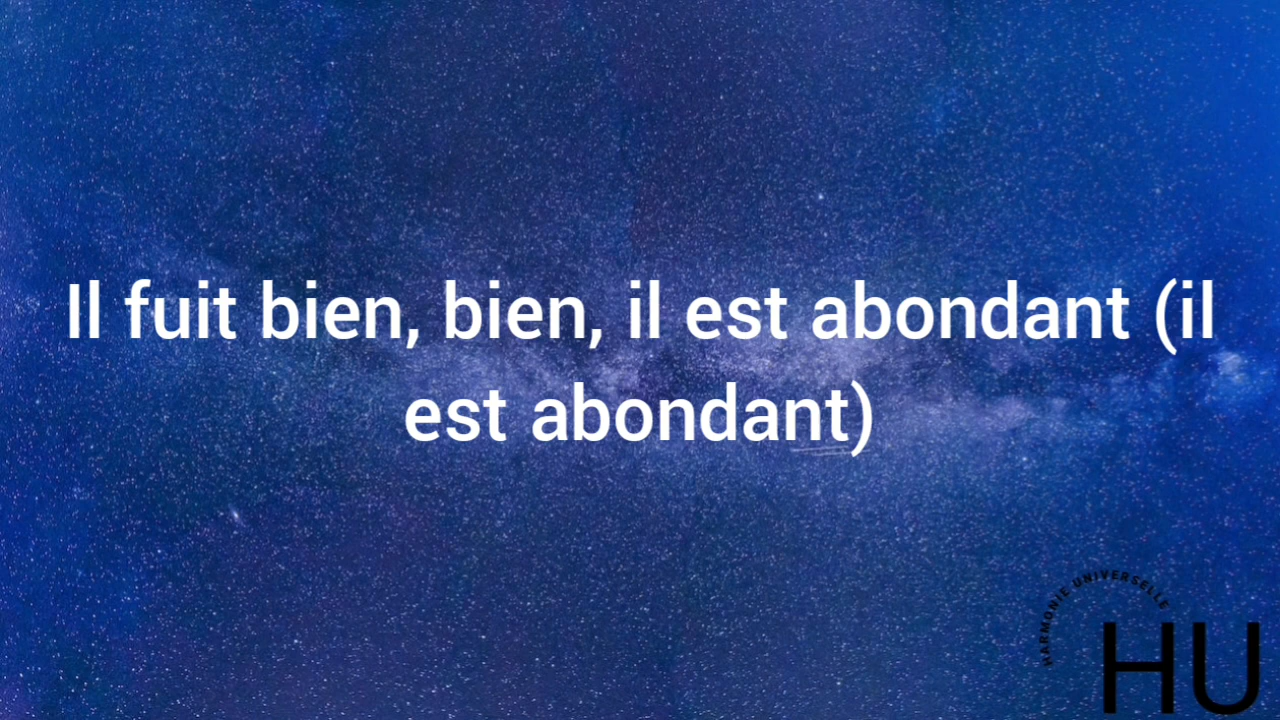 Il fuit bien, bien, il est abondant (il
est abondant)
HARMONIE UNIVERSELLE
HU